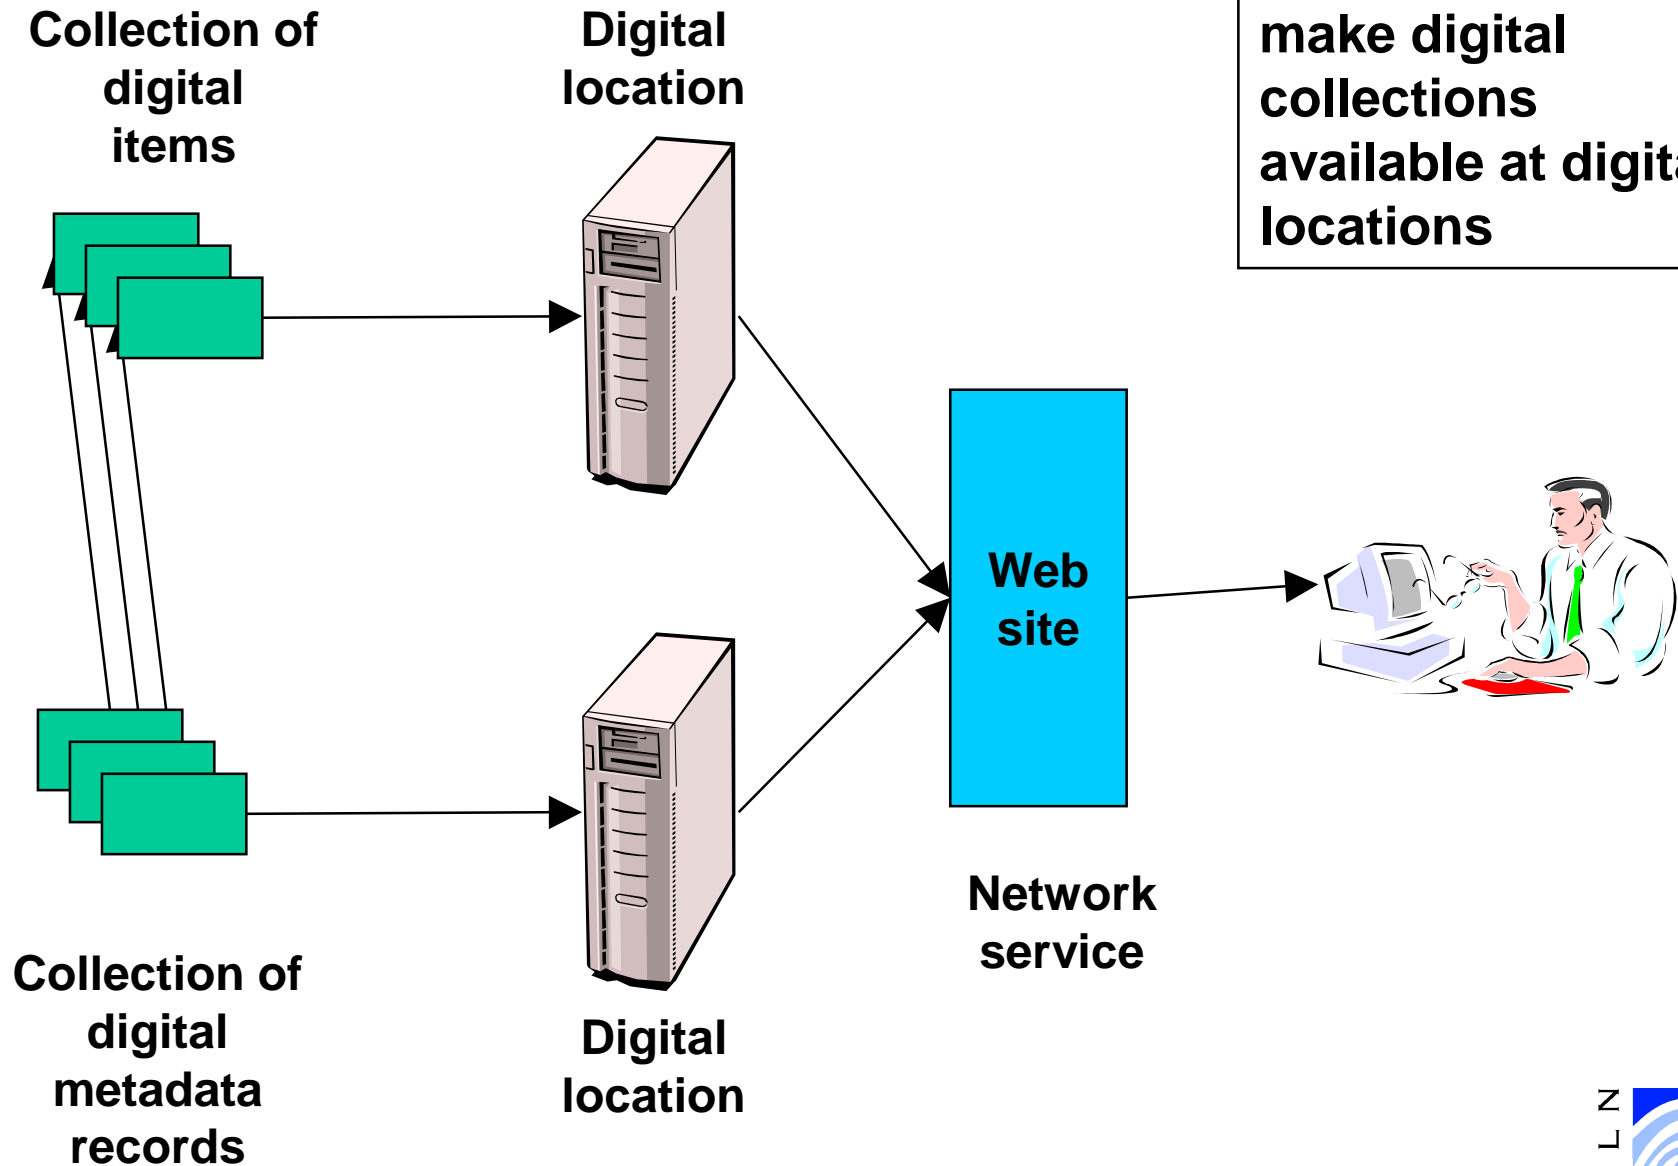 Collection of
digital
items
Digital
location
make digital
collections
available at
locations
Web
site
Network
service
Collection of
digital
metadata
records
Digital
location
L N